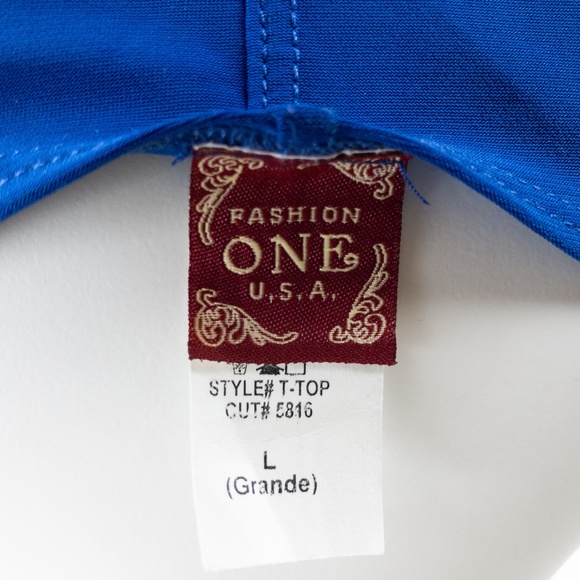 FASHION
ONE
U.S.A.
STYLE# T-TOP
CUT# 5816
L
(Grande)